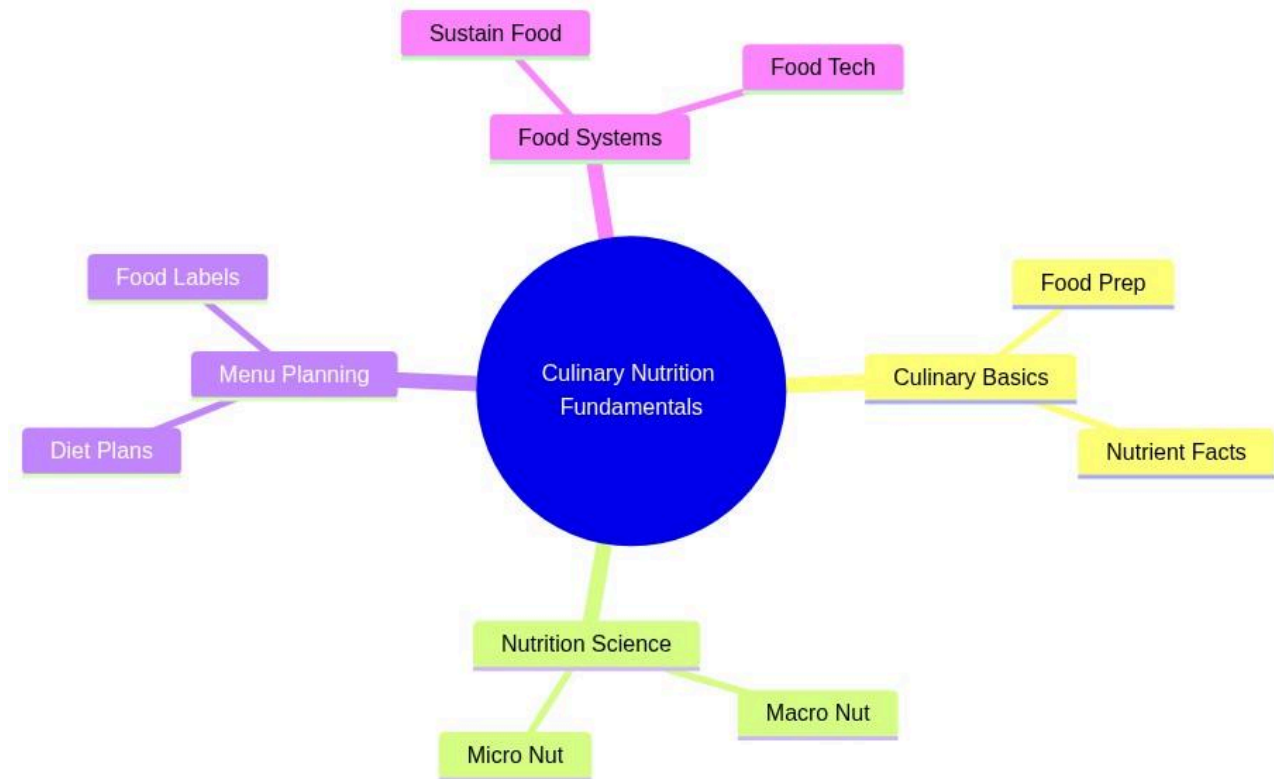 Sustain Food
Food Tech
Food Systems
Food Labels
Food Prep
Menu Planning
Culinary Nutrition
Fundamentals
Culinary Basics
Diet Plans
Nutrient Facts
Nutrition Science
Macro Nut
Micro Nut